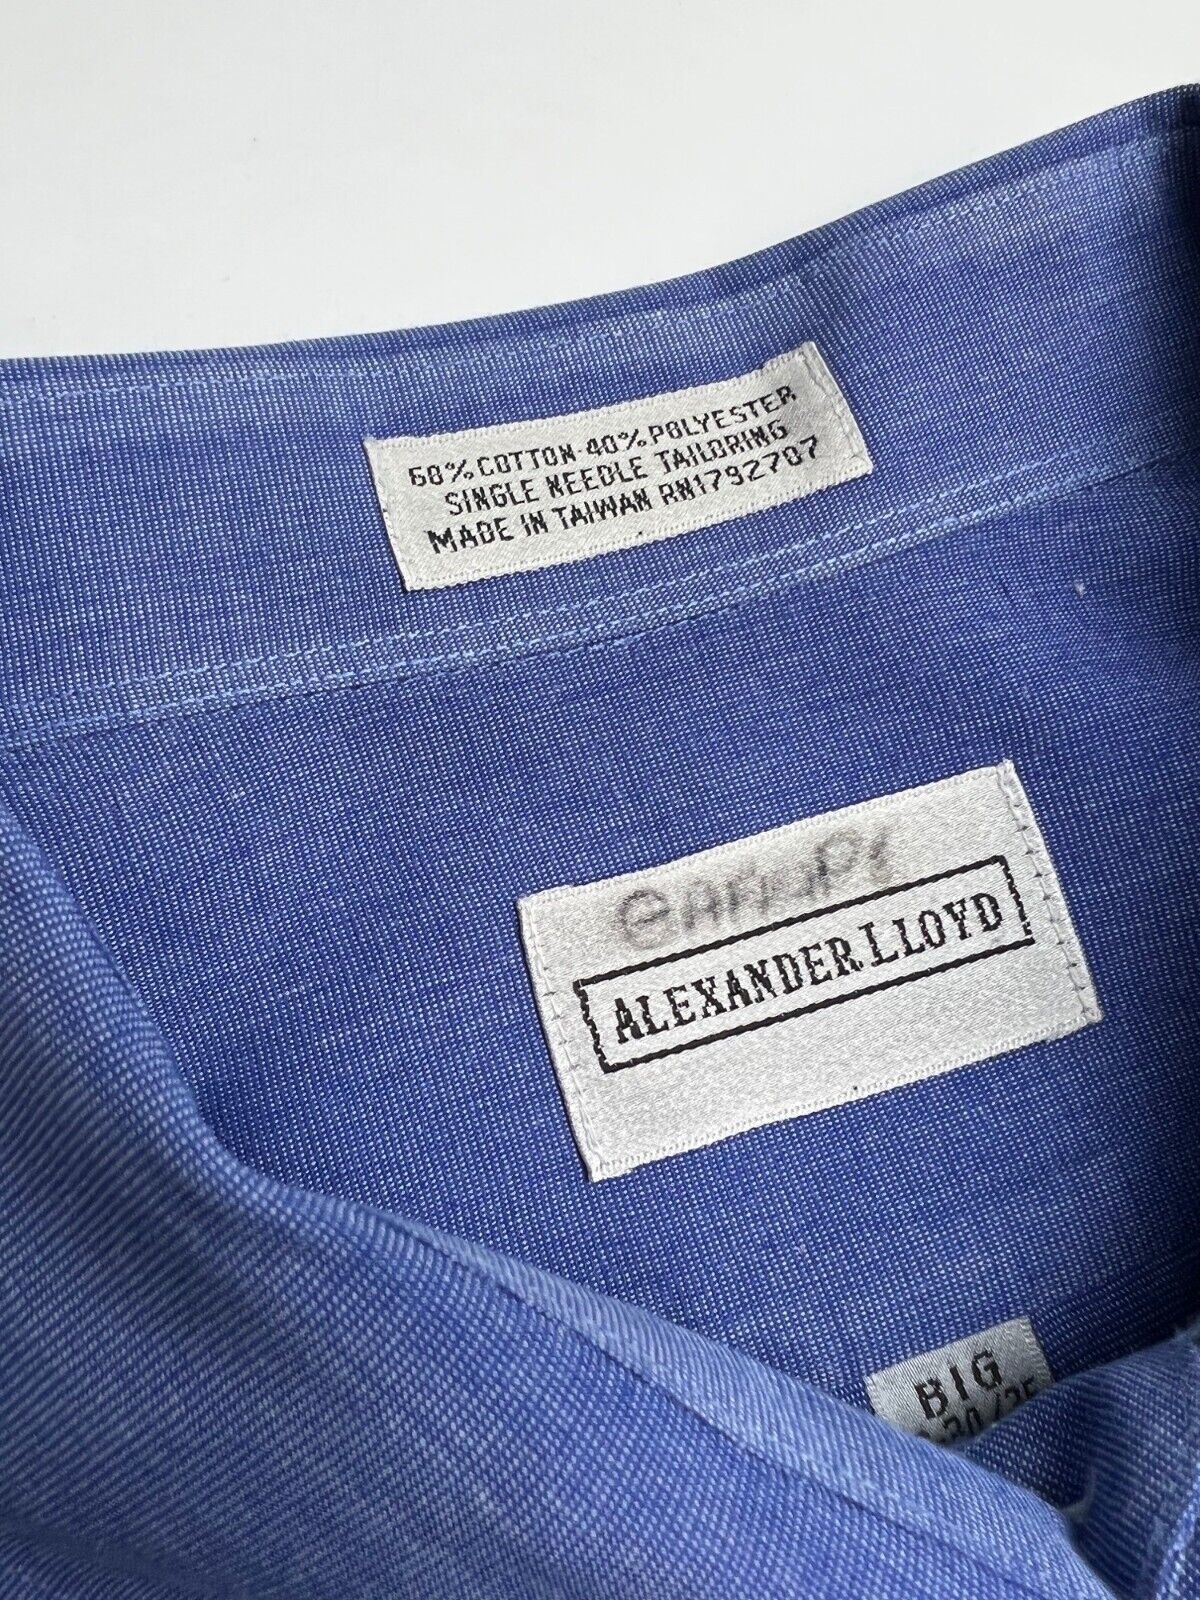 60% COTTON-40% POLYESTER
SINGLE NEEDLE TAILORING
MADE IN TAIWAN RN1792707
ALEXANDER LLOYD
BIG